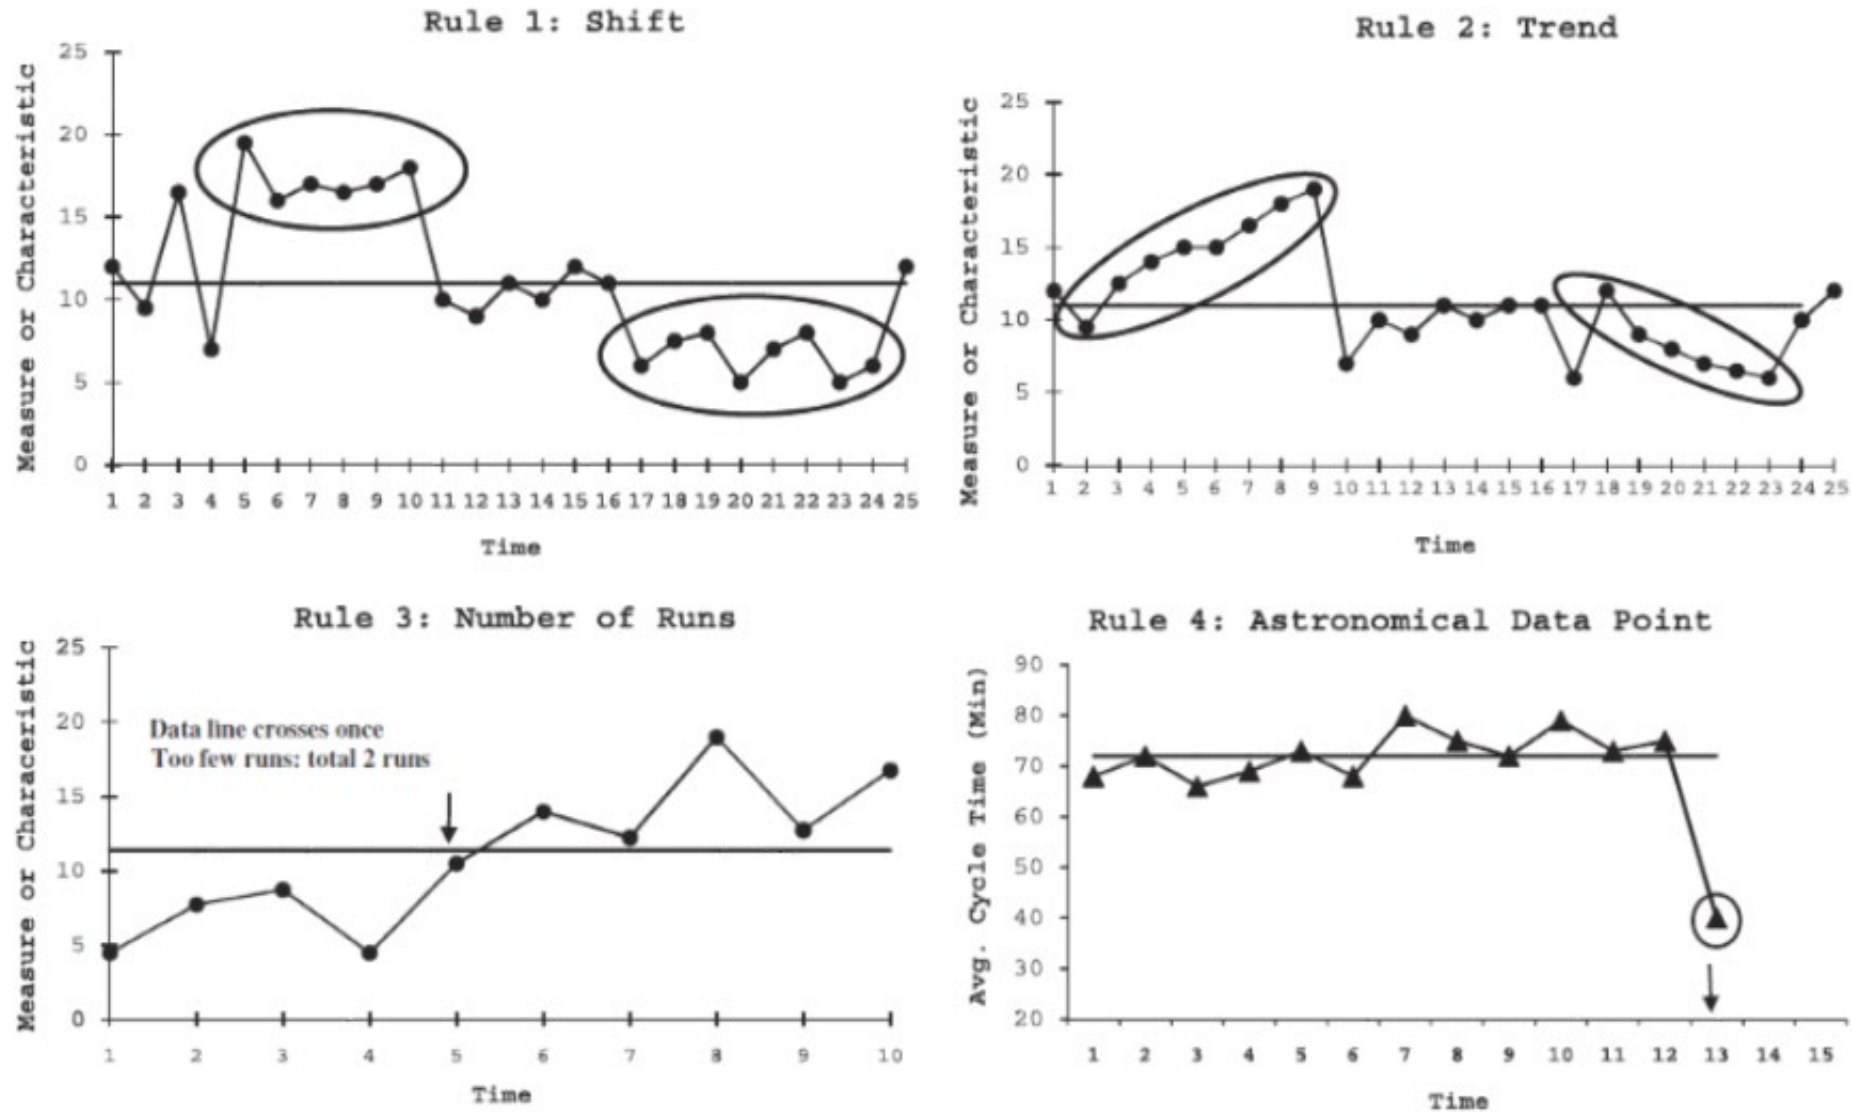 Rule 1: Shift
Measure or Characteristic
25
20
15
10
5
0
1 2 3 4 5 6 7 8 9 10 11 12 13 14 15 16 17 18 19 20 21 22 23 24 25
Time
Rule 2: Trend
Measure or Characteristic
25
20
15
10
5
0
1 2 3 4 5 6 7 8 9 10 11 12 13 14 15 16 17 18 19 20 21 22 23 24 25
Time
Rule 3: Number of Runs
Measure or Characeristic
25
20
15
10
5
0
Data line crosses once
Too few runs: total 2 runs
1 2 3 4 5 6 7 8 9 10
Time
Rule 4: Astronomical Data Point
Avg. Cycle Time (Min)
90
80
70
60
50
40
30
20
1 2 3 4 5 6 7 8 9 10 11 12 13 14 15
Time